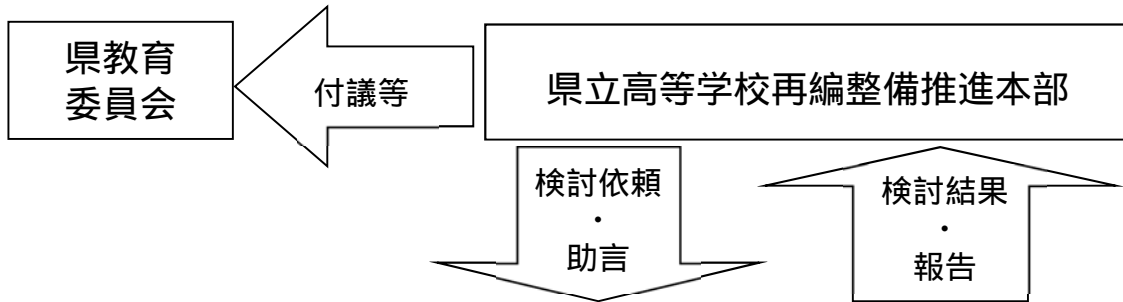 県教育
委員会
付議等
県立高等学校再編整備推進本部
検討依頼
・
助言
検討結果
・
報告